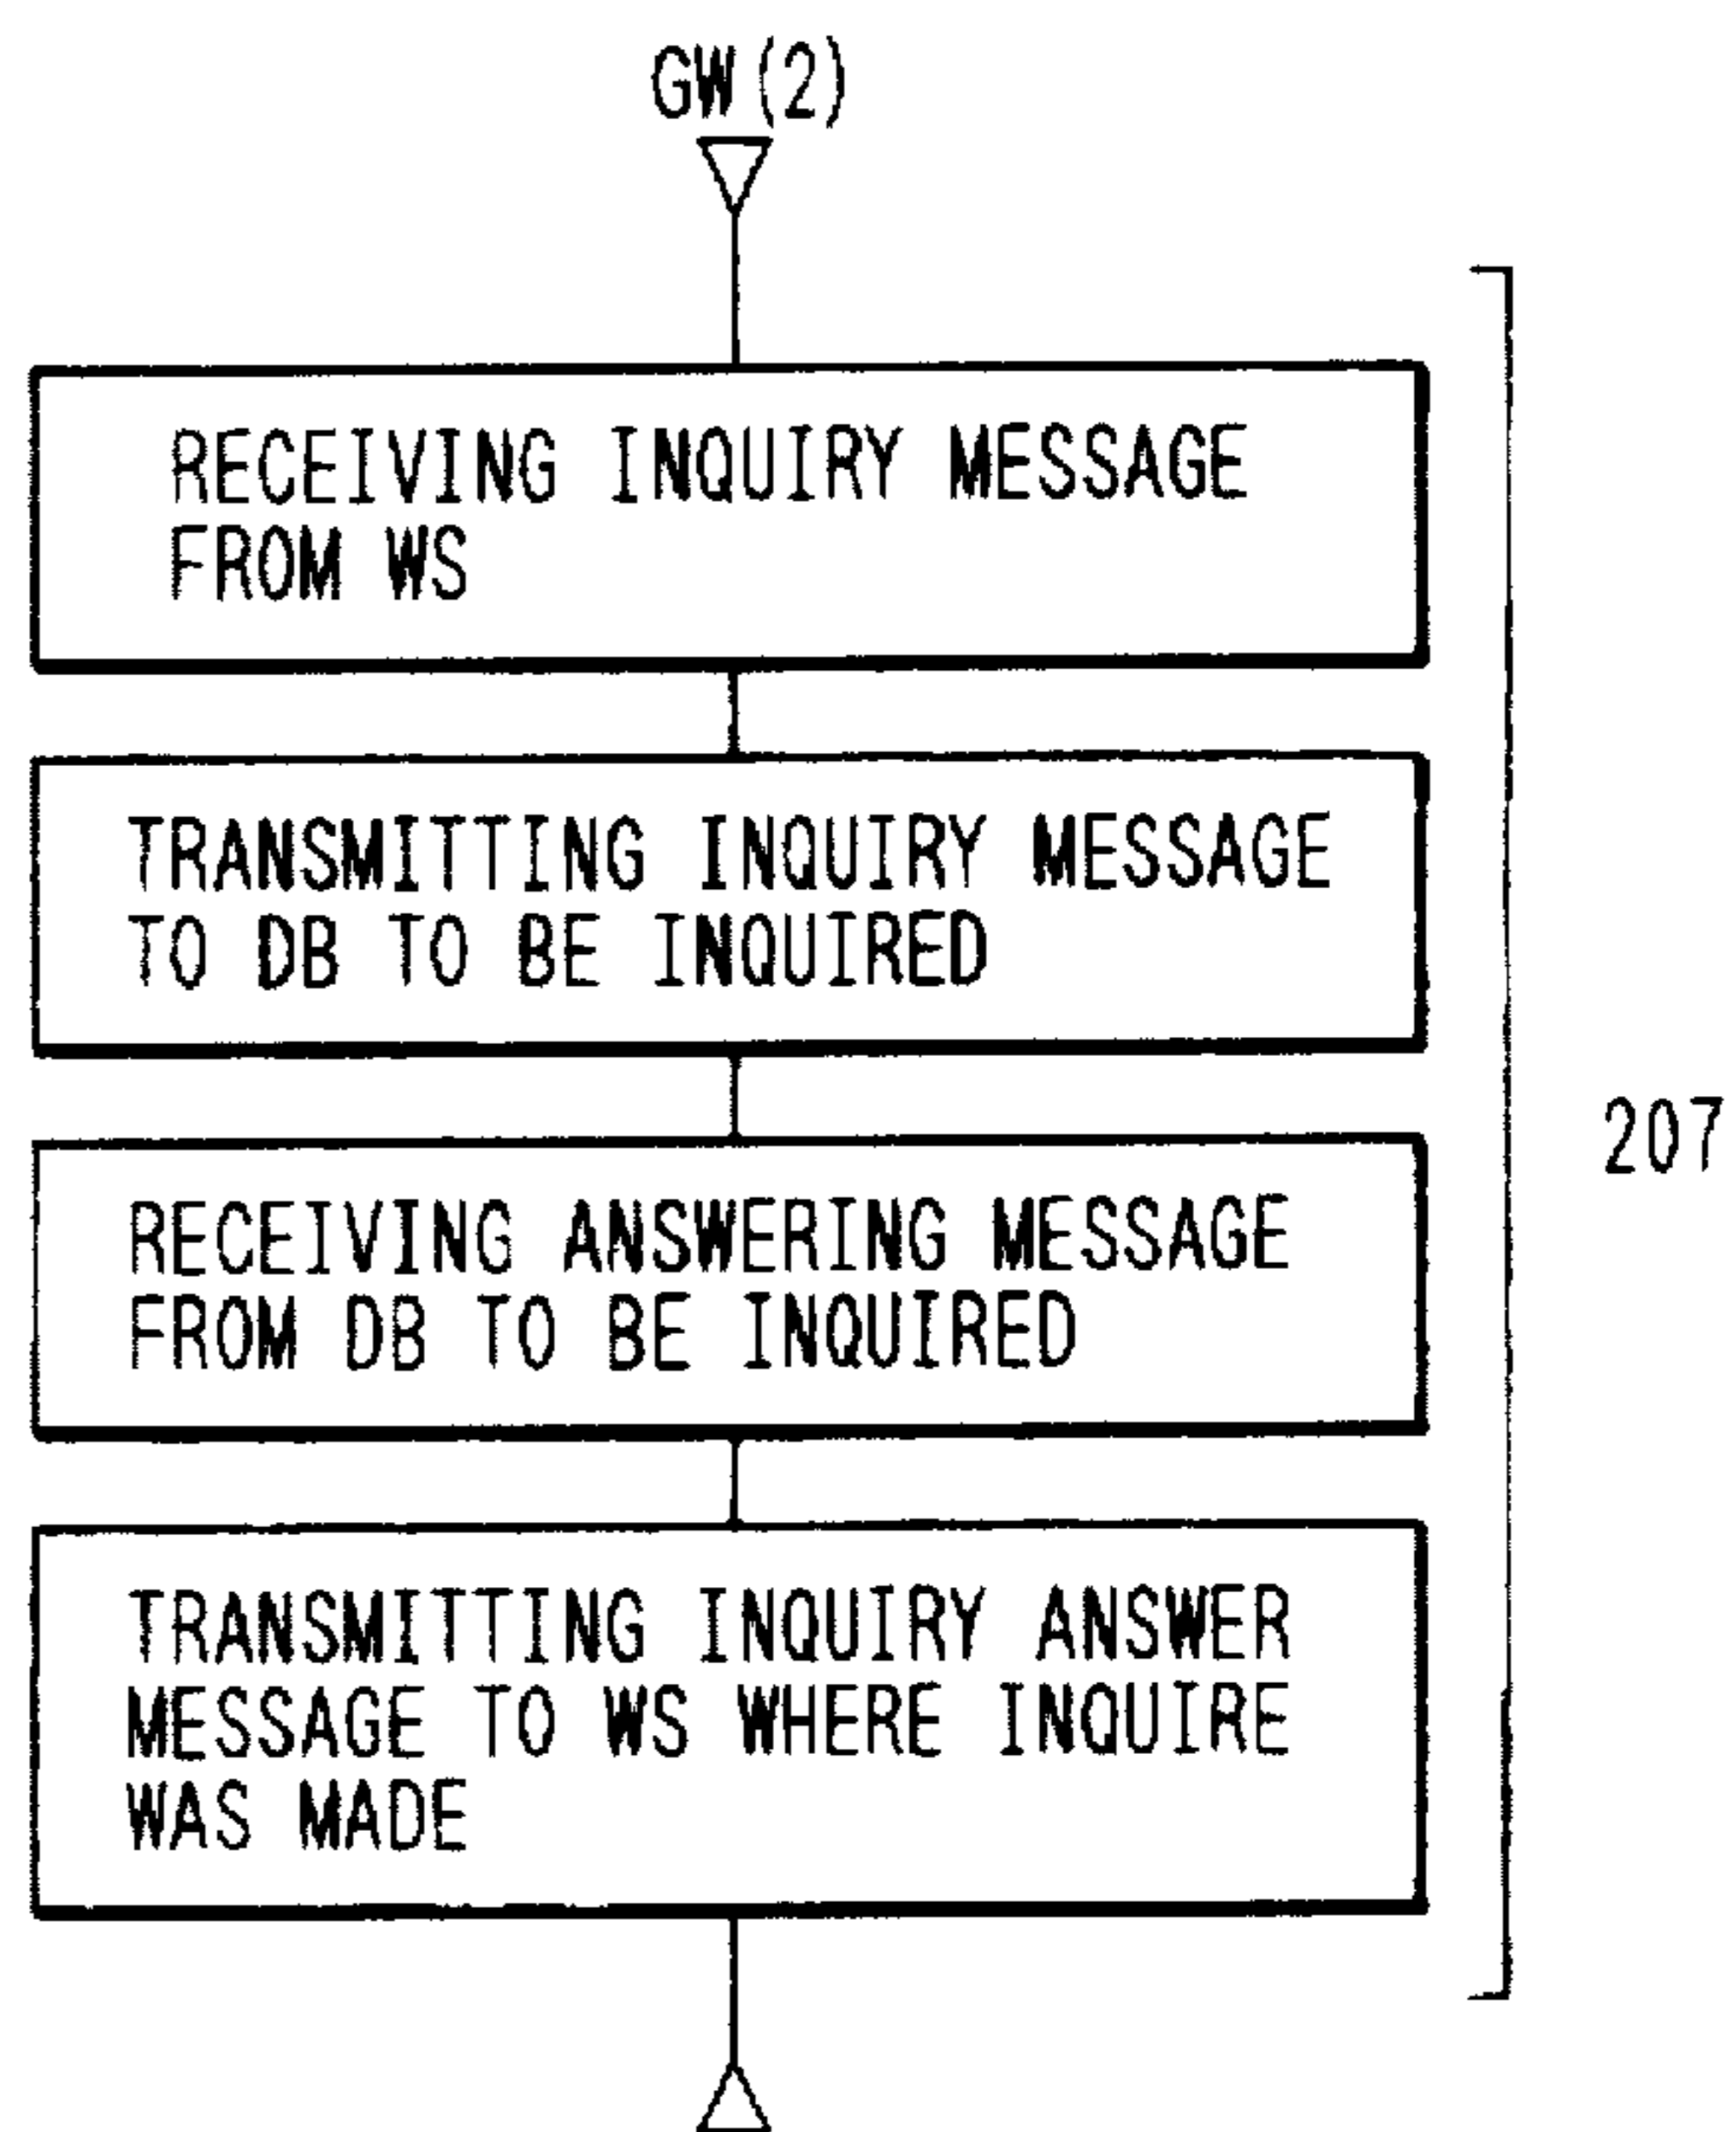 GW(2)
RECEIVING INQUIRY MESSAGE
FROM WS
TRANSMITTING INQUIRY MESSAGE
TO DB TO BE INQUIRED
RECEIVING ANSWERING MESSAGE
FROM DB TO BE INQUIRED
TRANSMITTING INQUIRY ANSWER
MESSAGE TO WS WHERE INQUIRE
WAS MADE
207